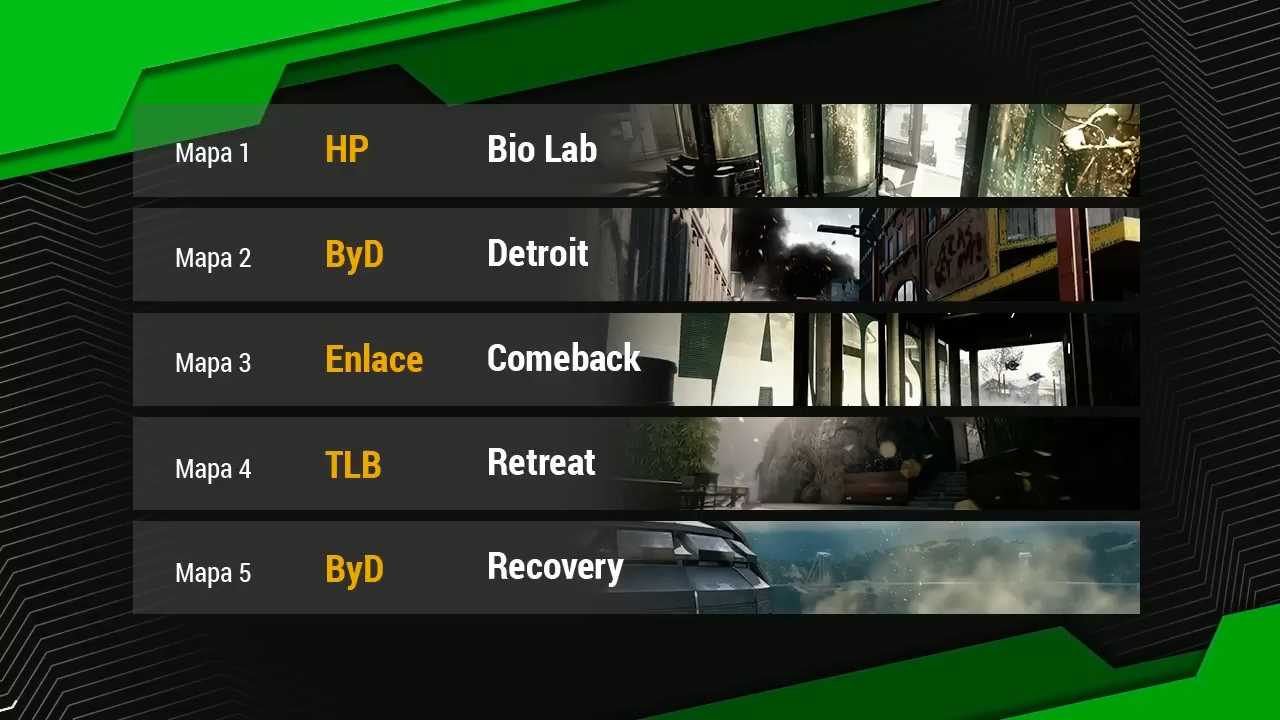 Mapa 1 HP Bio Lab
Mapa 2 ByD Detroit
Mapa 3 Enlace Comeback
Mapa 4 TLB Retreat
Mapa 5 ByD Recovery